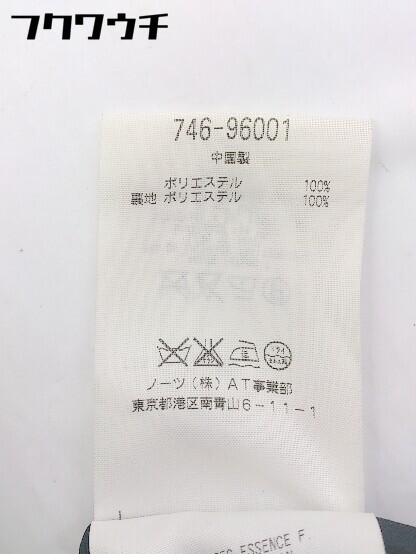 フクワウチ
746-96001
中国製
ポリエステル 100%
裏地 ポリエステル 100%
ノーツ(株)AT事業部
東京都港区南青山6-11-1
ESSENCE F.